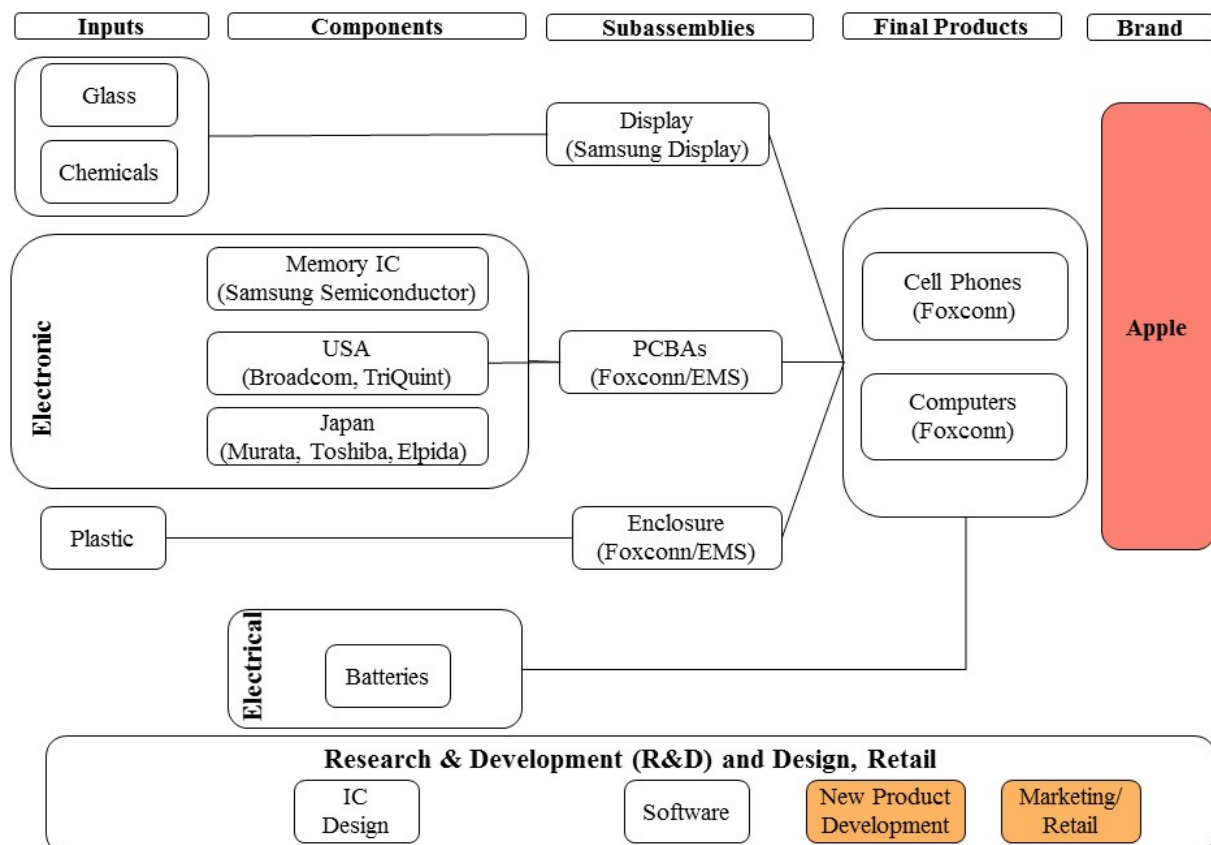 Inputs
Components
Subassemblies
Final Products
Brand
Glass
Chemicals
Display
(Samsung Display)
Electronic
Memory IC
(Samsung Semiconductor)
USA
(Broadcom, TriQuint)
Japan
(Murata, Toshiba, Elpida)
PCBAs
(Foxconn/EMS)
Cell Phones
(Foxconn)
Computers
(Foxconn)
Apple
Plastic
Enclosure
(Foxconn/EMS)
Electrical
Batteries
Research & Development (R&D) and Design, Retail
IC
Design
Software
New Product
Development
Marketing/
Retail